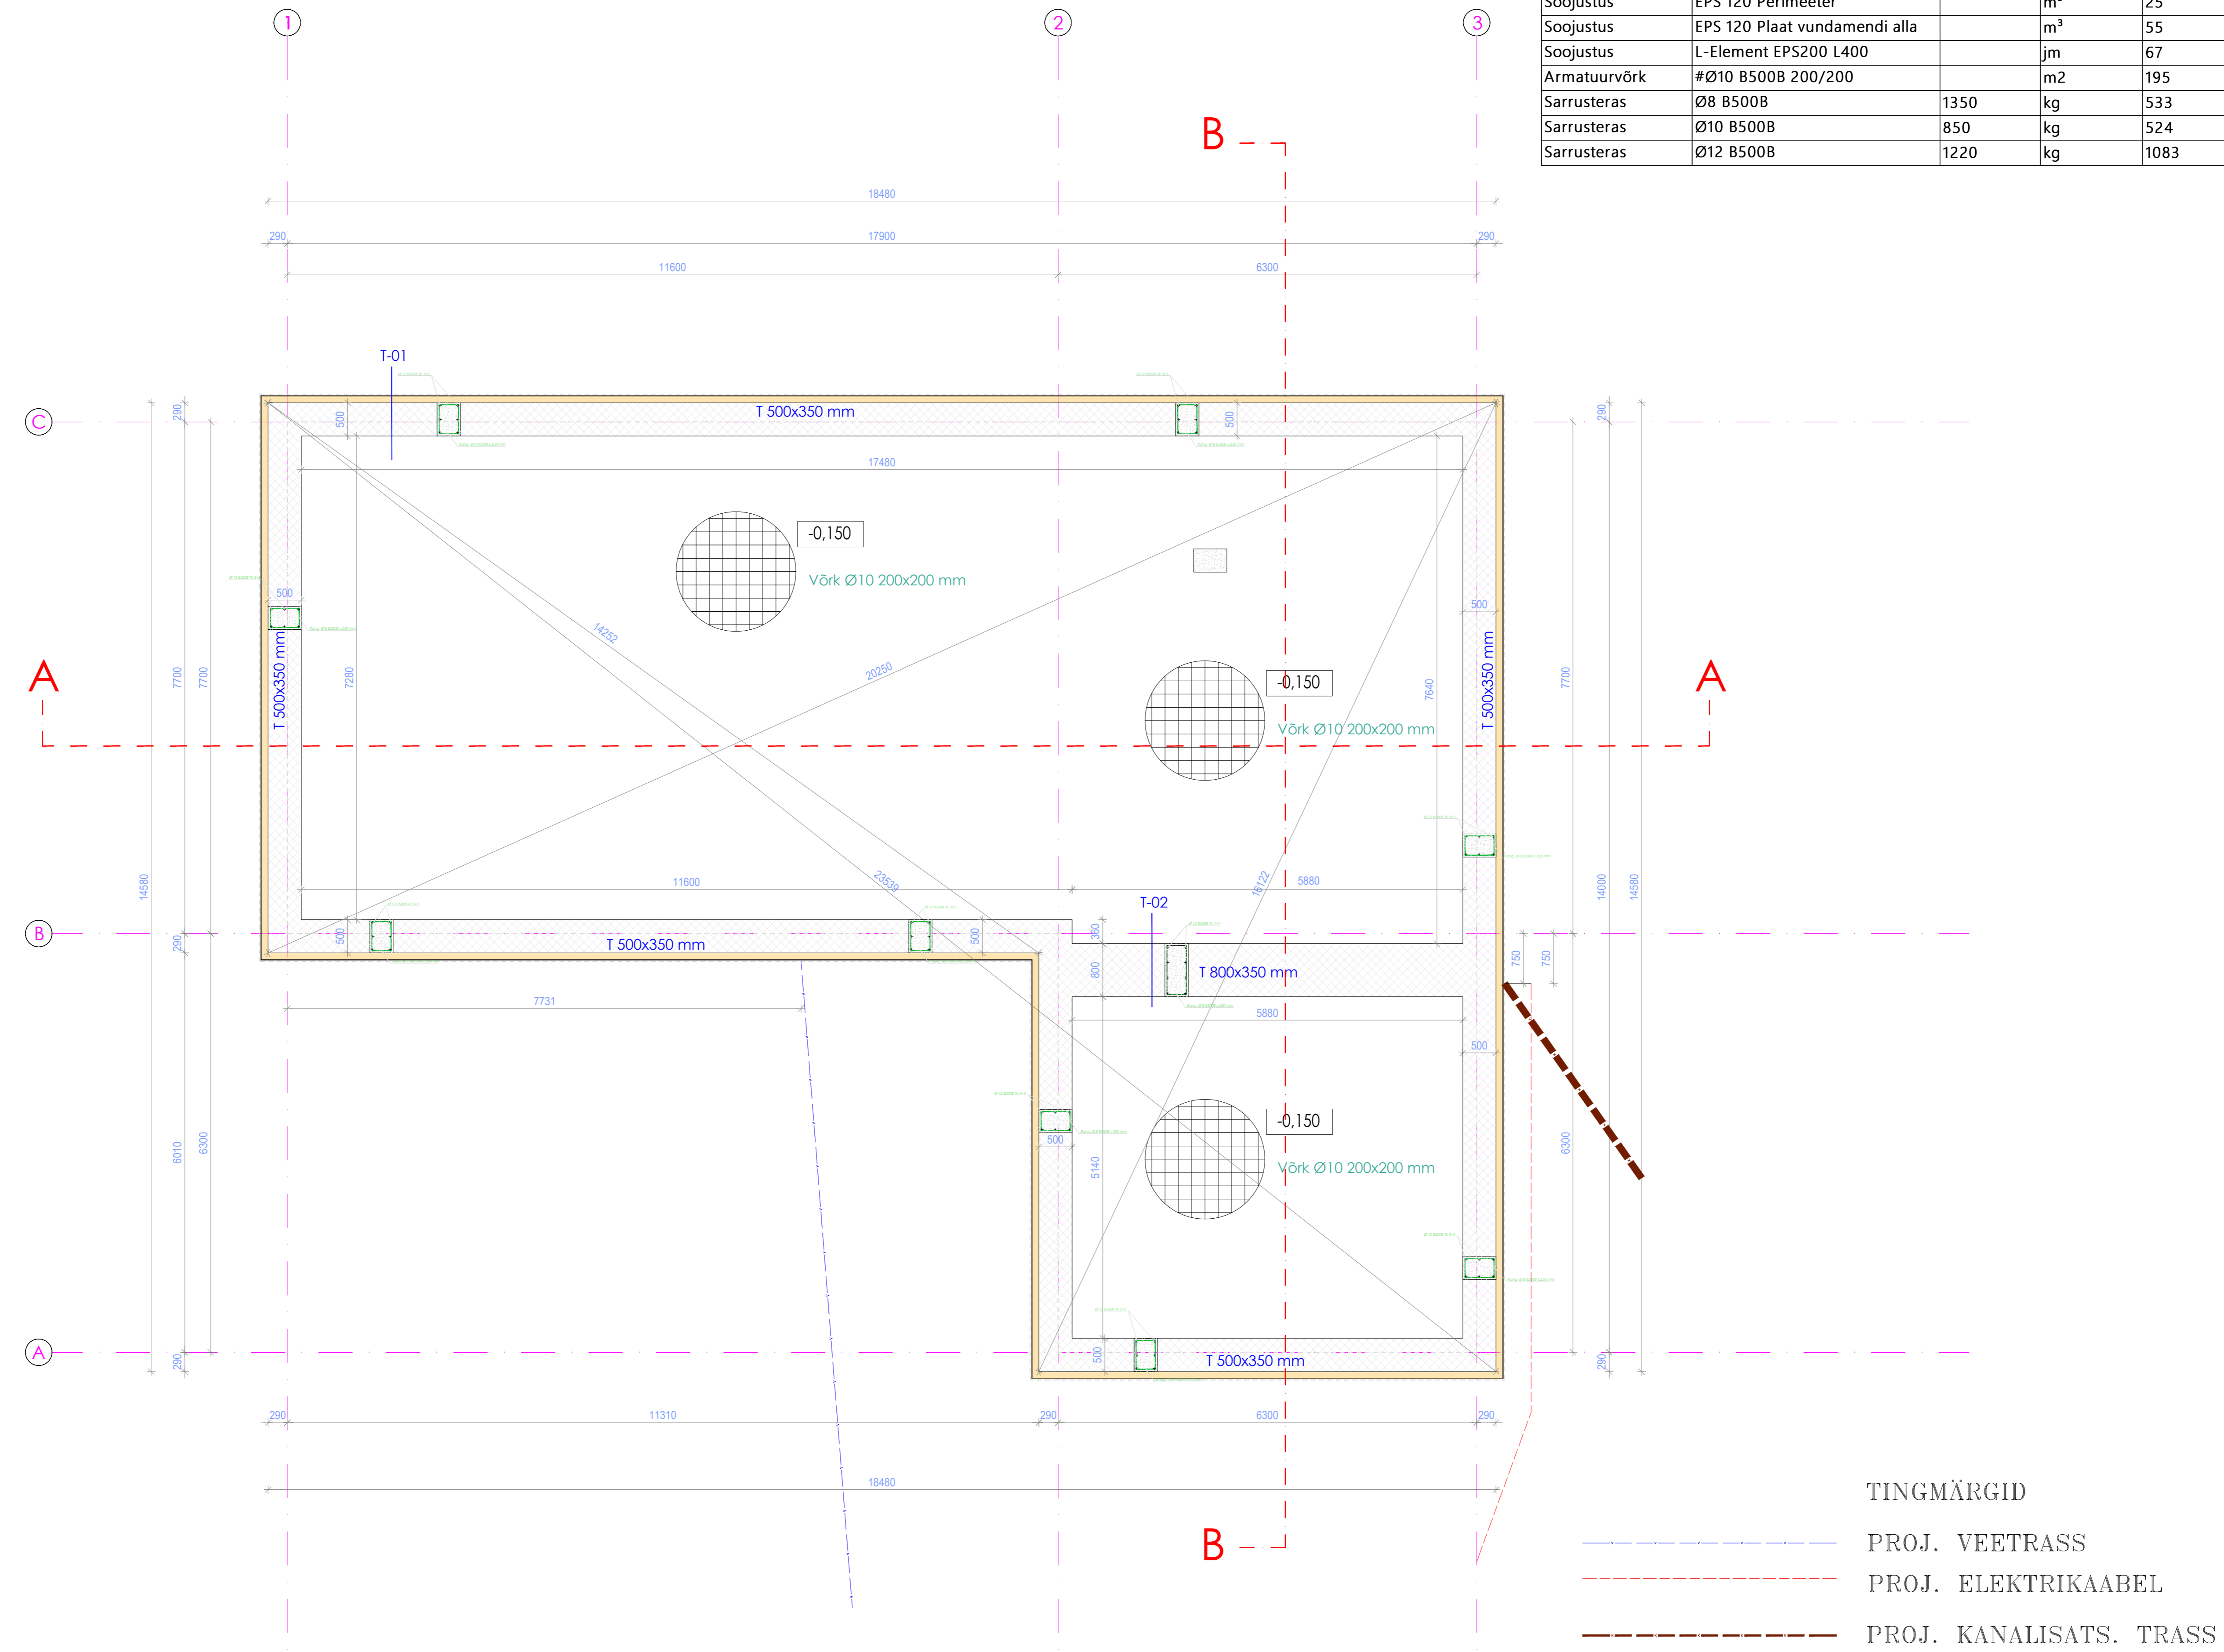 1
2
3
Soojustus EPS 120 Perimeeter m³ 25
Soojustus EPS 120 Plaat vundamendi alla m³ 55
Soojustus L-Element EPS200 L400 jm 67
Armatuurvõrk #Ø10 B500B 200/200 m2 195
Sarrusteras Ø8 B500B 1350 kg 533
Sarrusteras Ø10 B500B 850 kg 524
Sarrusteras Ø12 B500B 1220 kg 1083
B
18480
290 17900 290
11600 6300
T-01
C
290
500
T 500x350 mm
500
290
17480
-0,150
Võrk Ø10 200x200 mm
500
500
14252
20250
T 500x350 mm
7700
7700
7280
A
-0,150
Võrk Ø10 200x200 mm
7640
T 500x350 mm
7700
A
14580
11600
23539
16122
5880
14000
14580
T-02
B
290
500
T 500x350 mm
500
360
800
T 800x350 mm
750
750
7731
5880
500
6010
6300
500
5140
-0,150
Võrk Ø10 200x200 mm
6300
A
290
500
T 500x350 mm
290
290 11310 290 6300 290
18480
B
TINGMÄRGID
PROJ. VEETRASS
PROJ. ELEKTRIKAABEL
PROJ. KANALISATS. TRASS